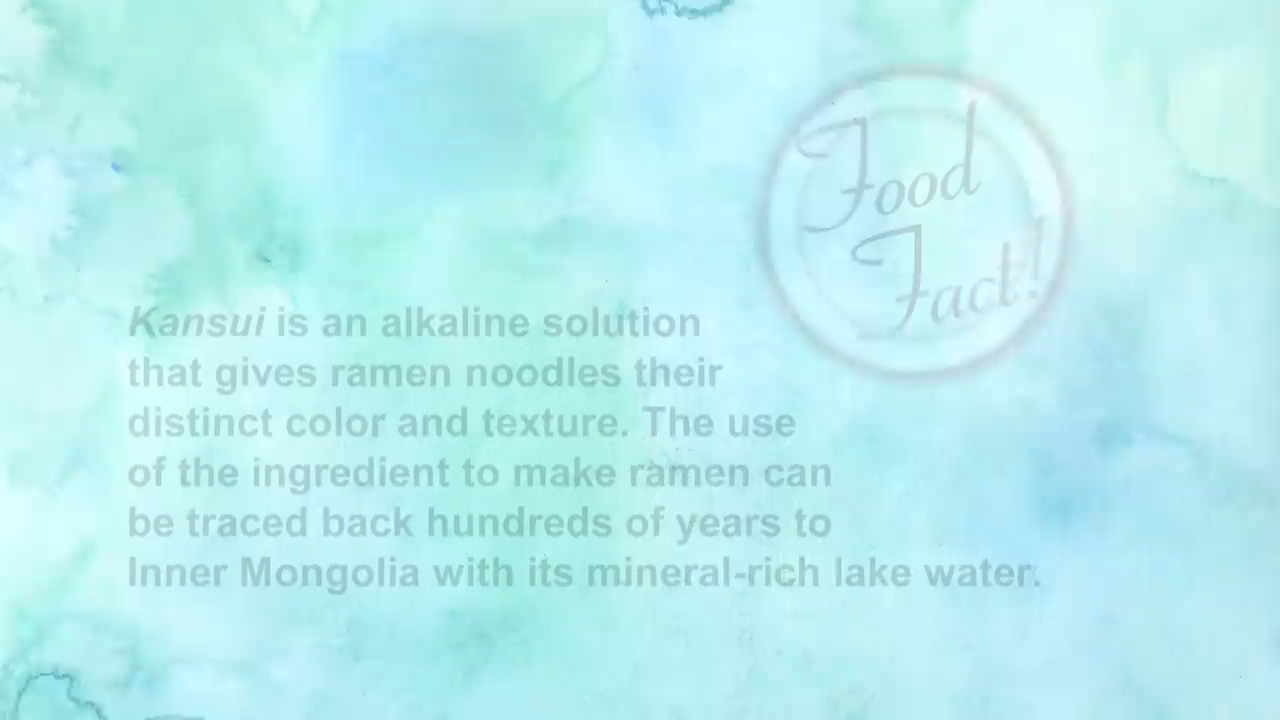 Food
Fact!
Kansui is an alkaline solution
that gives ramen noodles their
distinct color and texture. The use
of the ingredient to make ramen can
be traced back hundreds of years to
Inner Mongolia with its mineral-rich lake water.